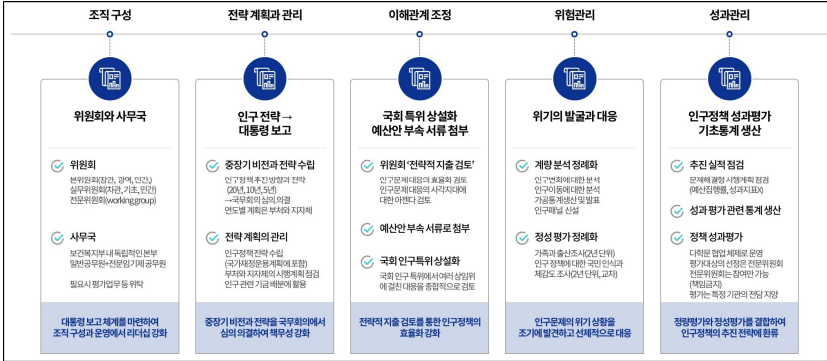 조직 구성
전략 계획과 관리
이해관계 조정
위험관리
성과관리
위원회와 사무국
위원회
본위원회(장관, 광역, 민간,)
실무위원회(차관, 기초, 민간)
전문위원회(working group)
사무국
보건복지부 내 독립적인 본부
일반공무원+전문임기제 공무원
필요시 평가업무 등 위탁
대통령 보고 체계를 마련하여
조직 구성과 운영에서 리더십 강화
인구 전략 →
대통령 보고
중장기 비전과 전략 수립
인구정책 추진 방향과 전략
(20년, 10년, 5년)
→국무회의 심의.의결
연도별 계획은 부처와 지자체
전략 계획의 관리
인구정책 전략 수립
(국가재정운용계획에 포함)
부처와 지자체의 시행계획 점검
인구 관련 기금 배분에 활용
중장기 비전과 전략을 국무회의에서
심의 의결하여 책무성 강화
국회 특위 상설화
예산안 부속 서류 첨부
위원회 '전략적 지출 검토'
인구문제 대응의 효율화 검토
인구문제 대응의 사각지대에
대한 아젠다 검토
예산안 부속 서류로 첨부
국회 인구특위 상설화
국회 인구 특위에서 여러 상임위
에 걸친 대응을 종합적으로 검토
전략적 지출 검토를 통한 인구정책의
효율화 강화
위기의 발굴과 대응
계량 분석 정례화
인구변화에 대한 분석
인구이동에 대한 분석
가공통계생산 및 발표
인구패널 신설
정성 평가 정례화
가족과 출산조사(2년 단위)
인구 정책에 대한 국민 인식과
체감도 조사(2년 단위, 교차)
인구문제의 위기 상황을
조기에 발견하고 선제적으로 대응
인구정책 성과평가
기초통계 생산
추진 실적 점검
문제해결형 시행계획 점검
(예산집행률, 성과지표X)
성과 평가 관련 통계 생산
정책 성과평가
다학문 협업 체제로 운영
평가대상의 선정은 전문위원회
전문위원회는 참여만 가능
(책임금지)
평가는 특정 기관의 전담 지양
정량평가와 정성평가를 결합하여
인구정책의 추진 전략에 환류